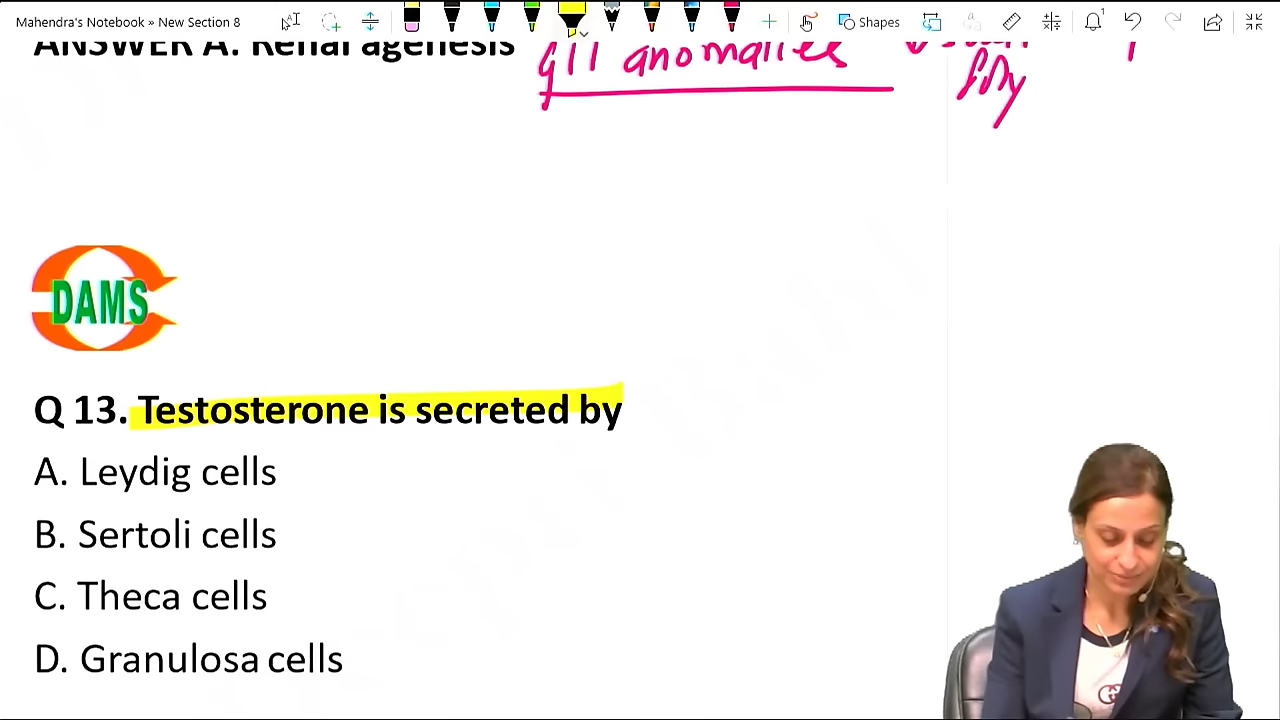 Mahendra's Notebook » New Section 8
Shapes
1
ANSWER A. Renal agenesis
GIT anomalies
DAMS
Q 13. Testosterone is secreted by
A. Leydig cells
B. Sertoli cells
C. Theca cells
D. Granulosa cells